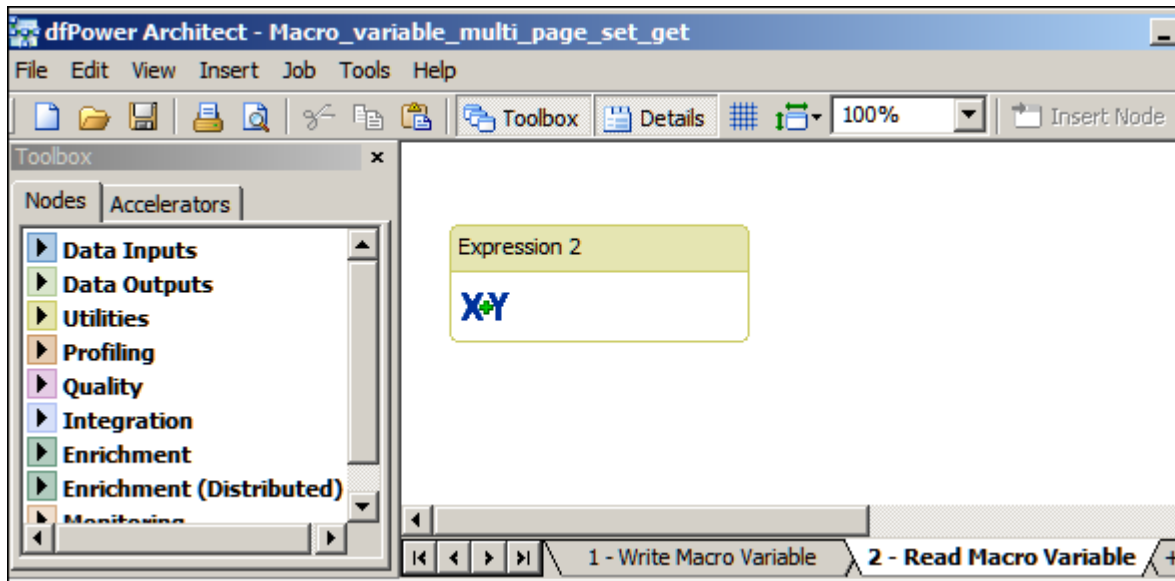 dfPower Architect - Macro_variable_multi_page_set_get
File Edit View Insert Job Tools Help
Toolbox Details 100% Insert Node
Toolbox
Nodes Accelerators
Data Inputs
Data Outputs
Utilities
Profiling
Quality
Integration
Enrichment
Enrichment (Distributed)
Monitoring
Expression 2
X+Y
1 - Write Macro Variable 2 - Read Macro Variable